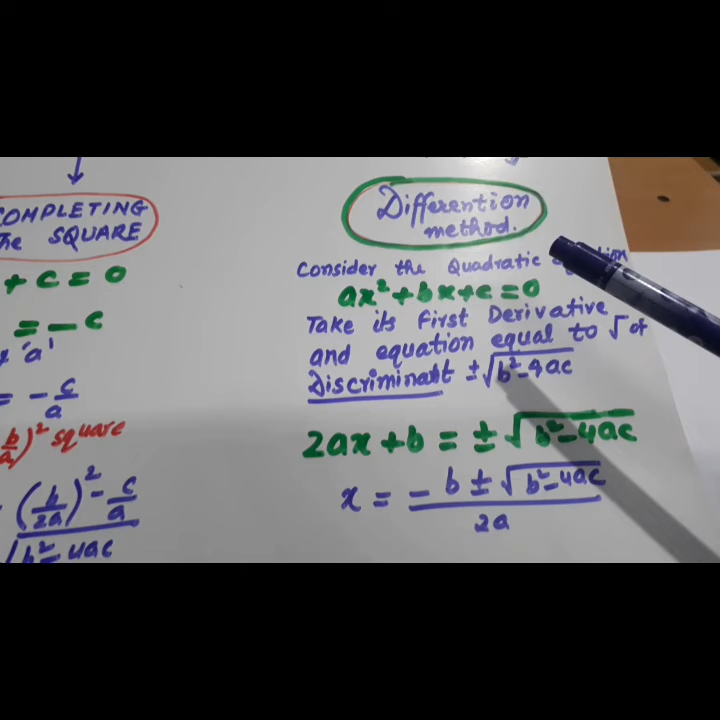 COMPLETING
The SQUARE
+ c = 0
= - c
'a'
= - c/a
(b/a)² square
(b/2a)² - c/a
√b² - 4ac
Differention
method.
Consider the Quadratic
ax² + bx + c = 0
Take its First Derivative
and equation equal to √ of
Discriminant ±√b²-4ac
2ax + b = ± √b²-4ac
x = - b ± √b²-4ac / 2a